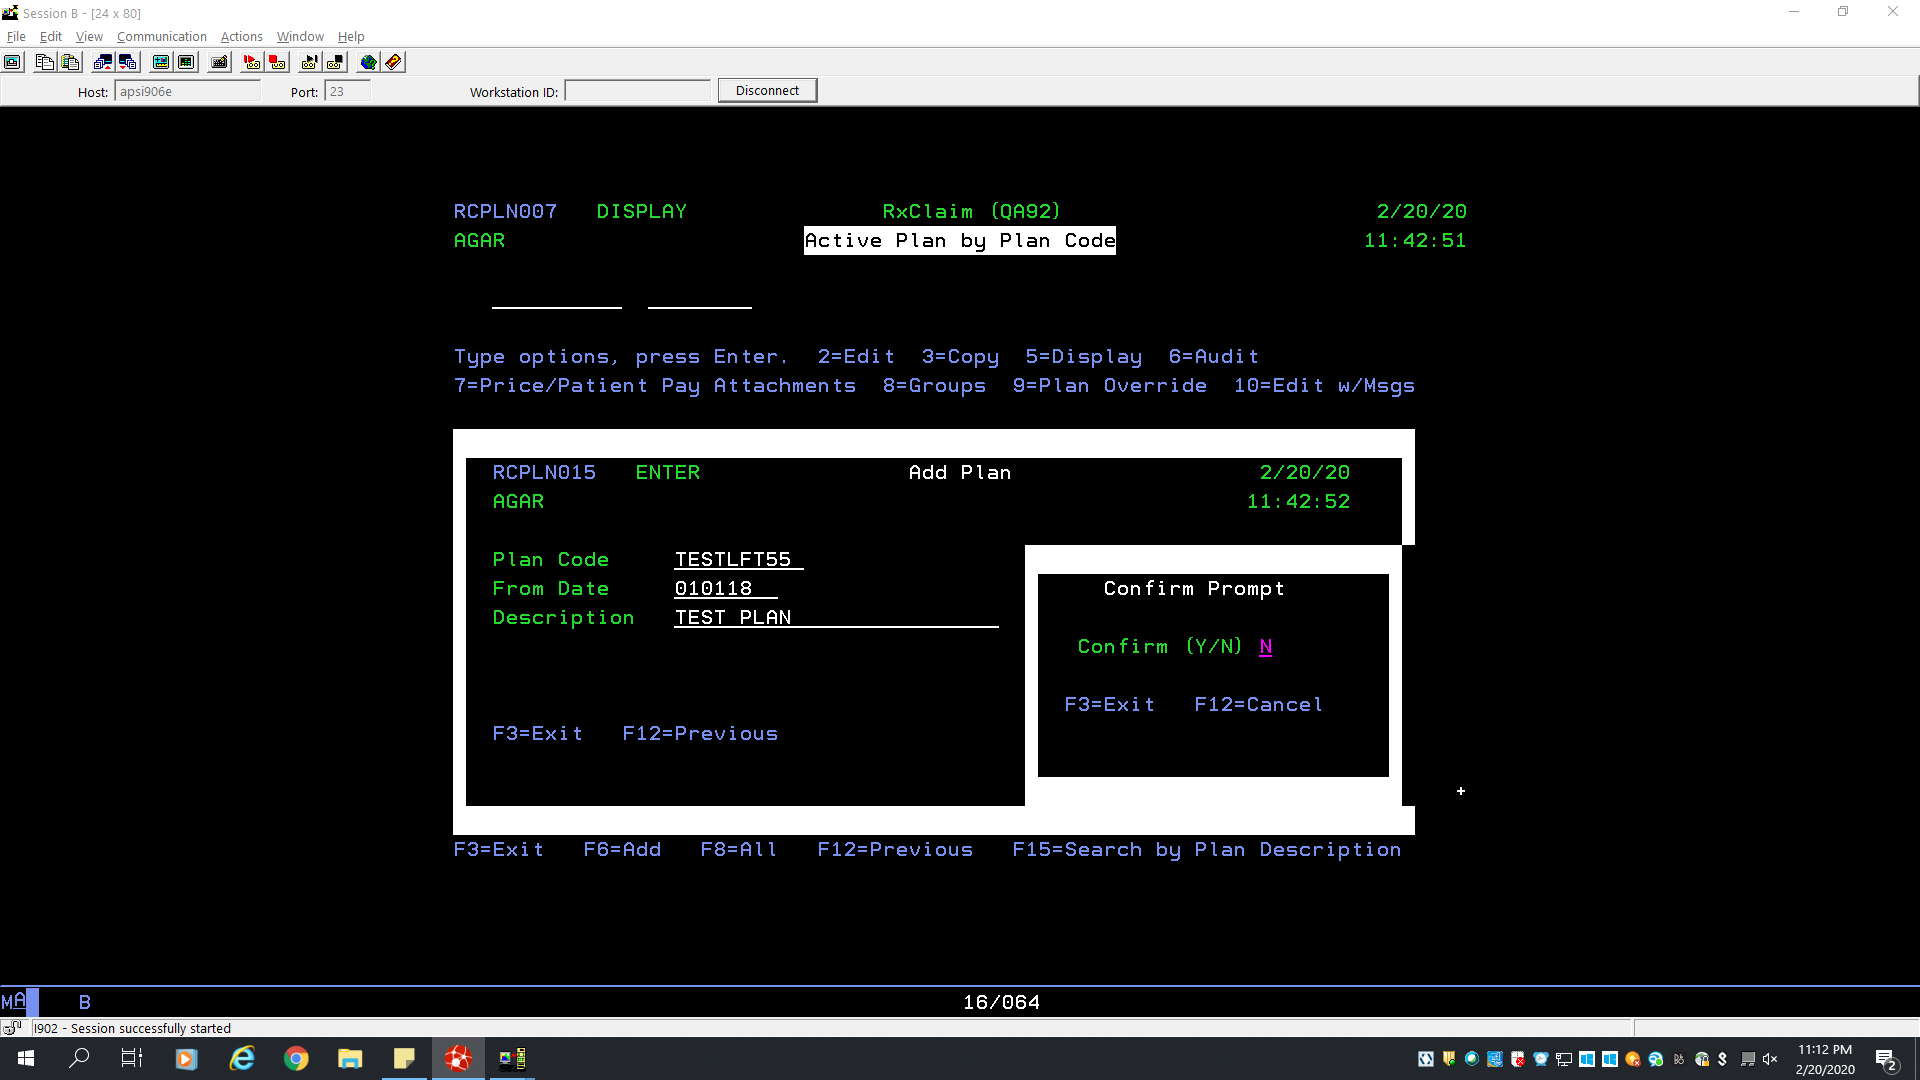 Session B - [24 x 80]
File Edit View Communication Actions Window Help
Host: apsi906e Port: 23 Workstation ID: Disconnect
RCPLN007 DISPLAY RxClaim (QA92) 2/20/20
AGAR Active Plan by Plan Code 11:42:51
Type options, press Enter. 2=Edit 3=Copy 5=Display 6=Audit
7=Price/Patient Pay Attachments 8=Groups 9=Plan Override 10=Edit w/Msgs
RCPLN015 ENTER Add Plan 2/20/20
AGAR 11:42:52
Plan Code TESTLFT55
From Date 010118 Confirm Prompt
Description TEST PLAN
Confirm (Y/N) N
F3=Exit F12=Cancel
F3=Exit F12=Previous
F3=Exit F6=Add F8=All F12=Previous F15=Search by Plan Description
MA B 16/064
I902 - Session successfully started
11:12 PM
2/20/2020
2